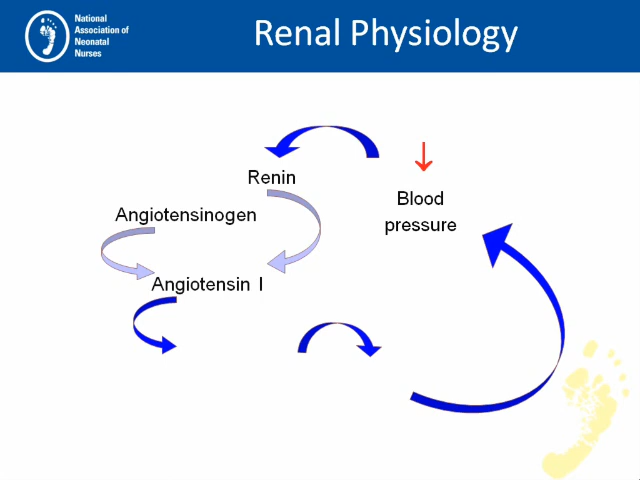 National
Association of
Neonatal
Nurses
Renal Physiology
Renin
Angiotensinogen
Angiotensin I
Blood
pressure